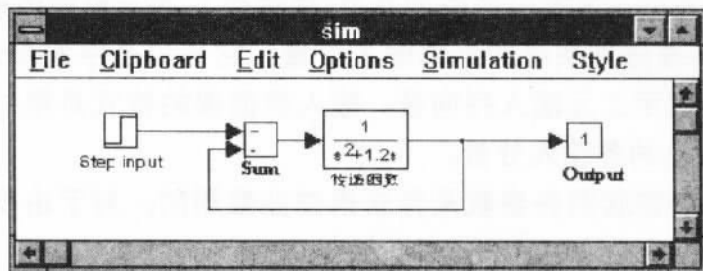 sim
File Clipboard Edit Options Simulation Style
Step input
Sum
1
s²+1.2s
传递函数
1
Output